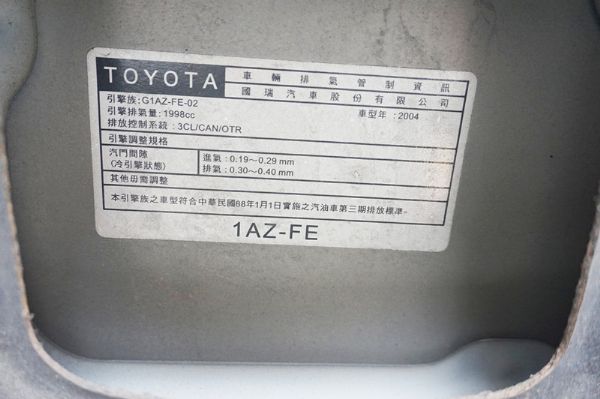 TOYOTA 車輛排氣管制資訊
國瑞汽車股份有限公司
引擎族:G1AZ-FE-02
引擎排氣量:1998cc 車型年:2004
排放控制系統:3CL/CAN/OTR
引擎調整規格
汽門間隙 進氣:0.19～0.29mm
(冷引擎狀態) 排氣:0.30～0.40mm
其他毋需調整
本引擎族之車型符合中華民國88年1月1日實施之汽油車第三期排放標準。
1AZ-FE